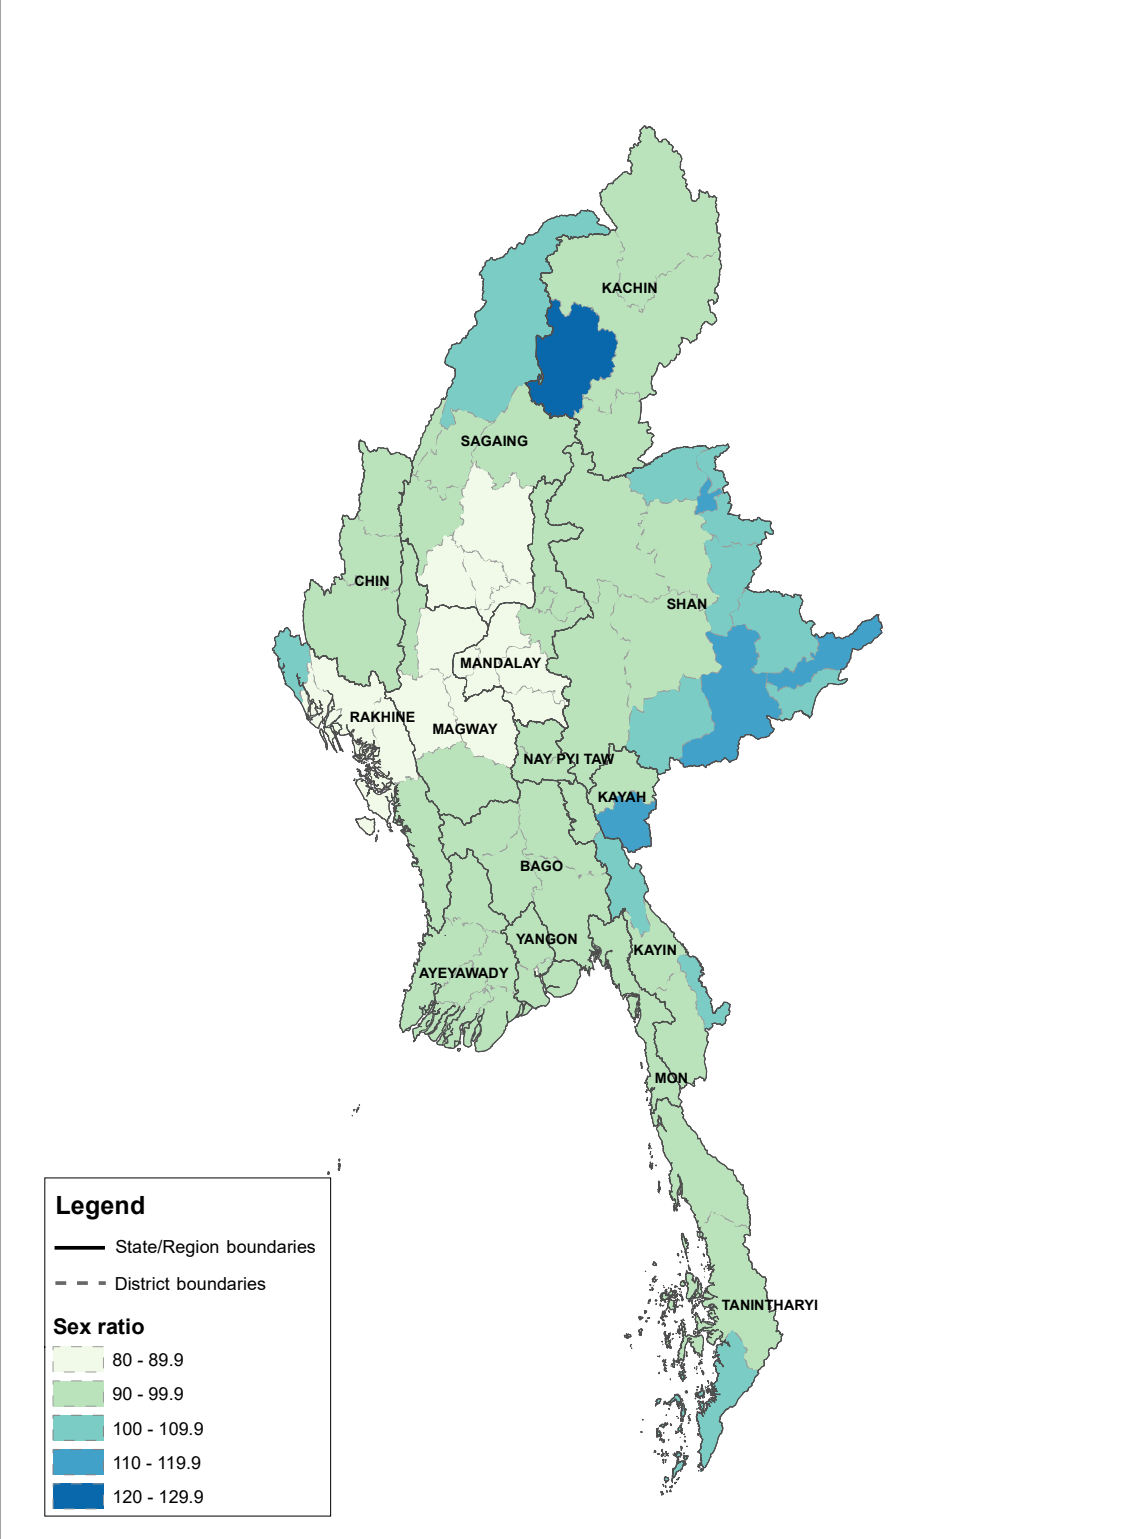 KACHIN
SAGAING
CHIN
SHAN
MANDALAY
RAKHINE
MAGWAY
NAY PYI TAW
KAYAH
BAGO
YANGON
KAYIN
AYEYAWADY
MON
TANINTHARYI
Legend
State/Region boundaries
District boundaries
Sex ratio
80 - 89.9
90 - 99.9
100 - 109.9
110 - 119.9
120 - 129.9